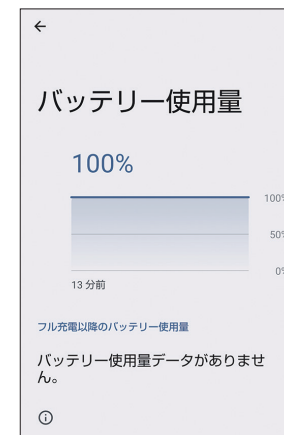 ←
バッテリー使用量
100%
100%
50%
0%
13 分前
フル充電以降のバッテリー使用量
バッテリー使用量データがありませ
ん。